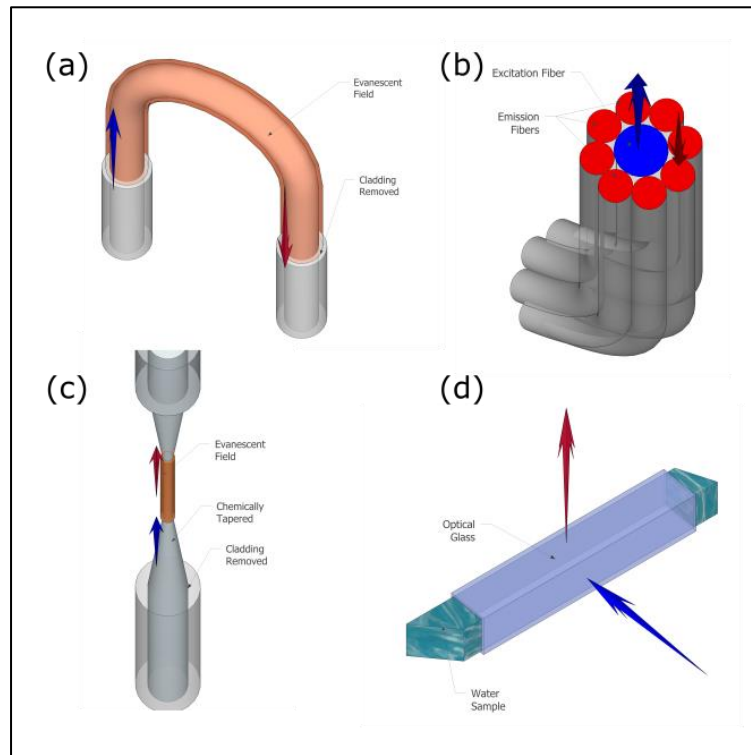 (a)
Evanescent
Field
Cladding
Removed
(b)
Excitation Fiber
Emission
Fibers
(c)
Evanescent
Field
Chemically
Tapered
Cladding
Removed
(d)
Optical
Glass
Water
Sample